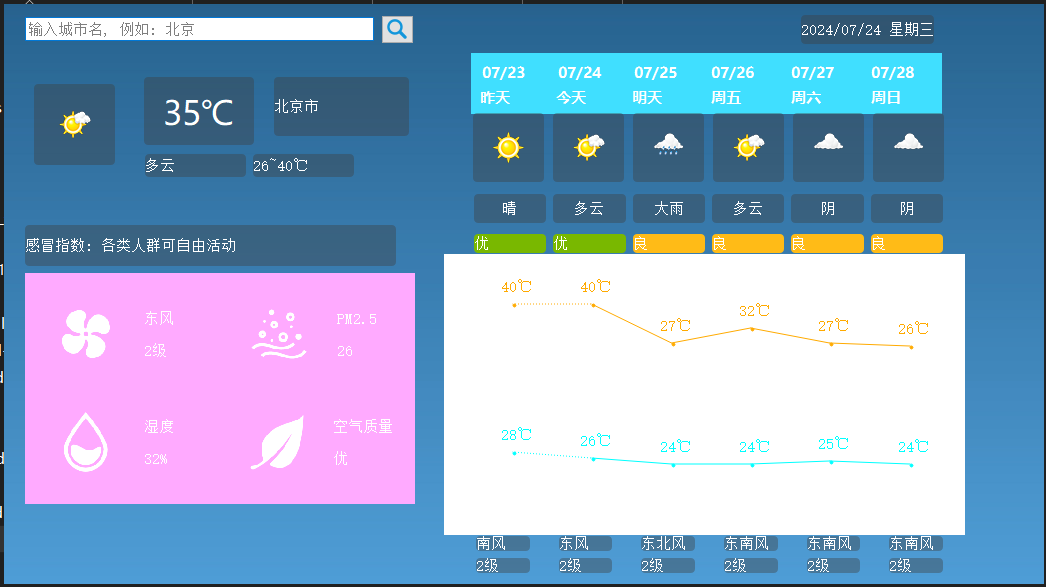 输入城市名, 例如: 北京
2024/07/24 星期三
35℃
北京市
多云
26~40℃
感冒指数: 各类人群可自由活动
东风
2级
PM2.5
26
湿度
32%
空气质量
优
07/23 07/24 07/25 07/26 07/27 07/28
昨天 今天 明天 周五 周六 周日
晴 多云 大雨 多云 阴 阴
优 优 良 良 良 良
40℃ 40℃ 27℃ 32℃ 27℃ 26℃
28℃ 26℃ 24℃ 24℃ 25℃ 24℃
南风 东风 东北风 东南风 东南风 东南风
2级 2级 2级 2级 2级 2级